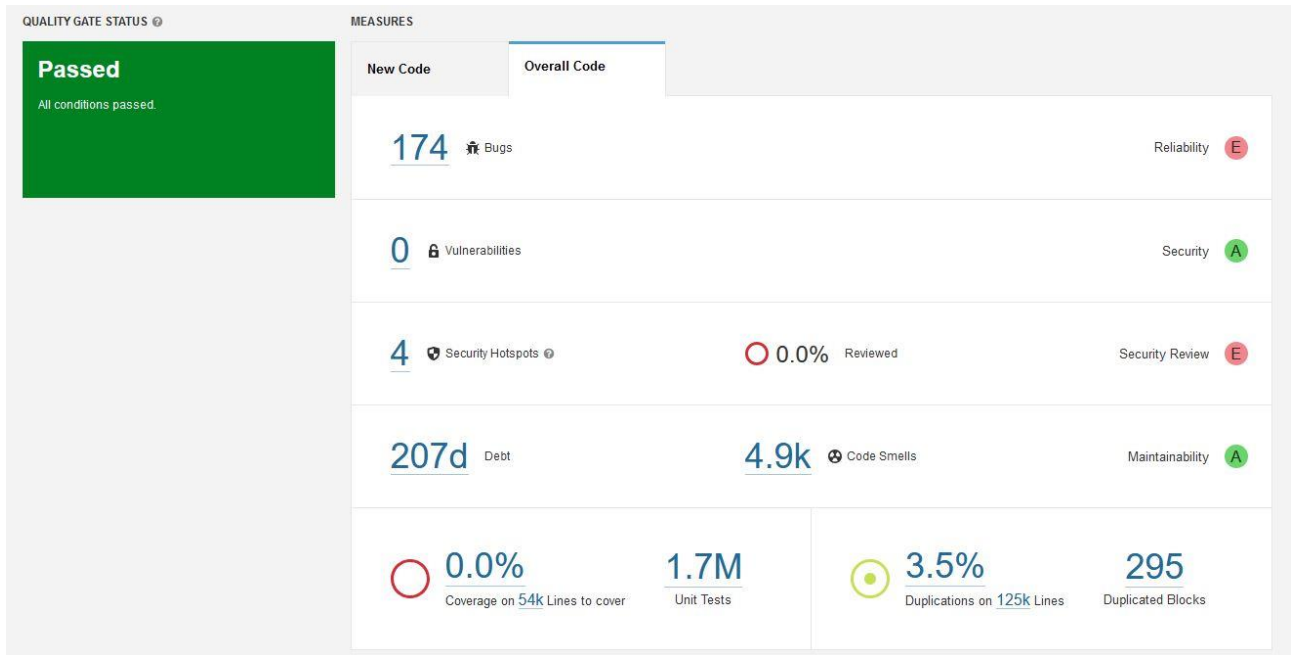 QUALITY GATE STATUS
MEASURES
Passed
All conditions passed.
New Code
Overall Code
174 Bugs
Reliability E
0 Vulnerabilities
Security A
4 Security Hotspots
0.0% Reviewed
Security Review E
207d Debt
4.9k Code Smells
Maintainability A
0.0%
Coverage on 54k Lines to cover
1.7M
Unit Tests
3.5%
Duplications on 125k Lines
295
Duplicated Blocks